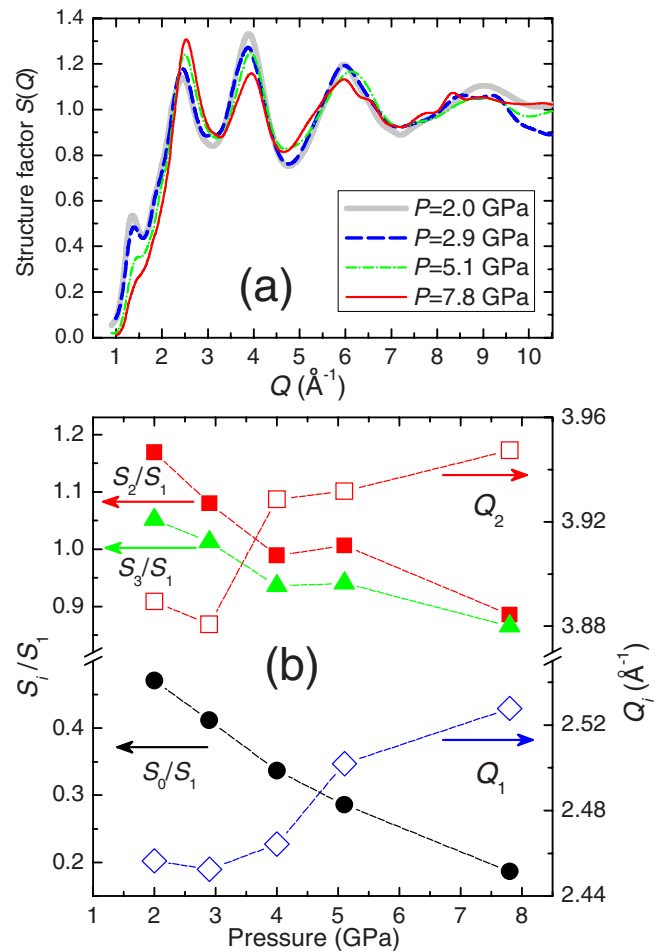 1.4
1.2
1.0
0.8
0.6
0.4
0.2
0.0
Structure factor S(Q)
P=2.0 GPa
P=2.9 GPa
P=5.1 GPa
P=7.8 GPa
(a)
1 2 3 4 5 6 7 8 9 10
Q (Å⁻¹)
1.2
1.1
1.0
0.9
0.4
0.3
0.2
Sᵢ/S₁
S₂/S₁
S₃/S₁
S₀/S₁
(b)
Q₂
Q₁
3.96
3.92
3.88
2.52
2.48
2.44
Qᵢ (Å⁻¹)
1 2 3 4 5 6 7 8
Pressure (GPa)